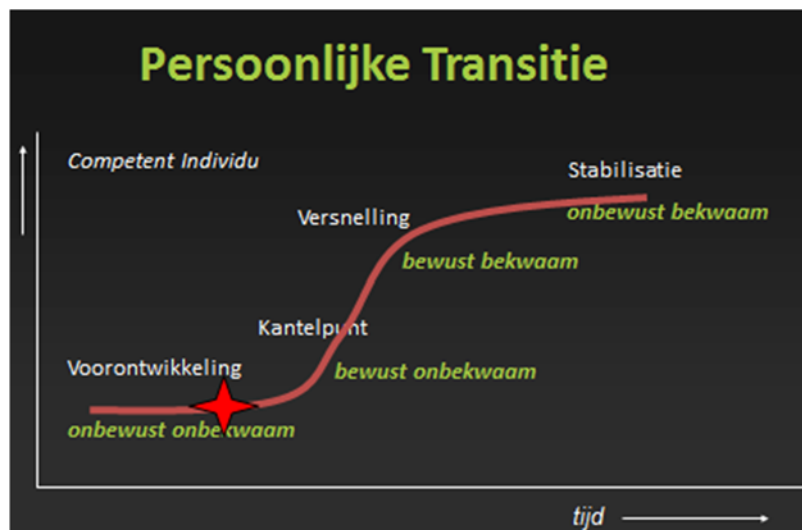 Persoonlijke Transitie
Competent Individu
Stabilisatie
onbewust bekwaam
Versnelling
bewust bekwaam
Kantelpunt
Voorontwikkeling
bewust onbekwaam
onbewust onbekwaam
tijd